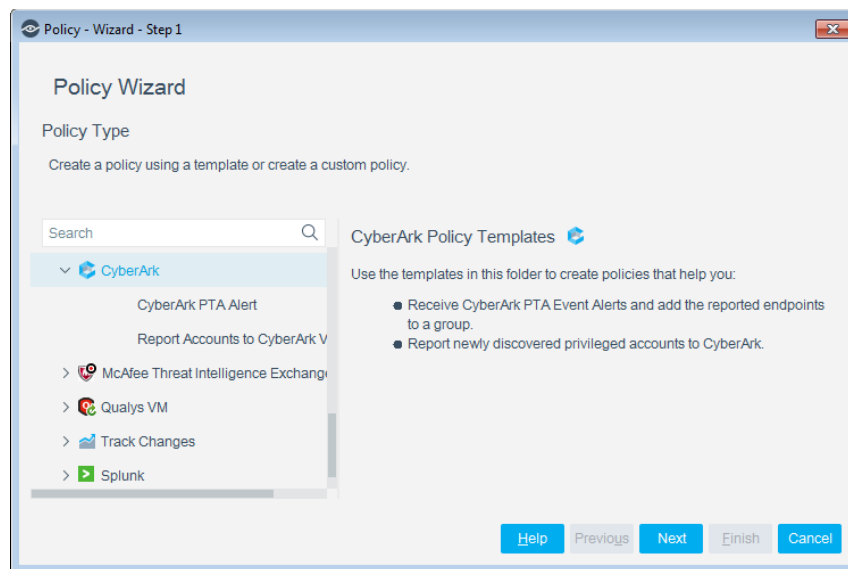 Policy - Wizard - Step 1
Policy Wizard
Policy Type
Create a policy using a template or create a custom policy.
Search
CyberArk
CyberArk PTA Alert
Report Accounts to CyberArk V
McAfee Threat Intelligence Exchange
Qualys VM
Track Changes
Splunk
CyberArk Policy Templates
Use the templates in this folder to create policies that help you:
● Receive CyberArk PTA Event Alerts and add the reported endpoints
to a group.
● Report newly discovered privileged accounts to CyberArk.
Help Previous Next Finish Cancel